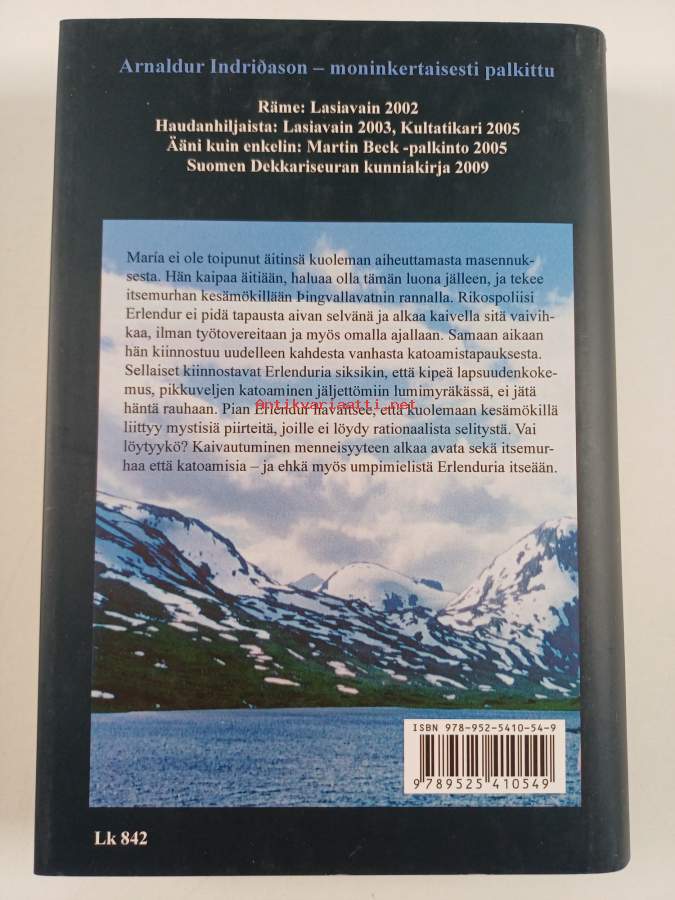 Arnaldur Indriðason – moninkertaisesti palkittu
Räme: Lasiavain 2002
Haudanhiljaista: Lasiavain 2003, Kultatikari 2005
Ääni kuin enkelin: Martin Beck -palkinto 2005
Suomen Dekkariseuran kunniakirja 2009
María ei ole toipunut äitinsä kuoleman aiheuttamasta masennuk-
sesta. Hän kaipaa äitiään, haluaa olla tämän luona jälleen, ja tekee
itsemurhan kesämökillään Þingvallavatnin rannalla. Rikospoliisi
Erlendur ei pidä tapausta aivan selvänä ja alkaa kaivella sitä vaivih-
kaa, ilman työtovereitaan ja myös omalla ajallaan. Samaan aikaan
hän kiinnostuu uudelleen kahdesta vanhasta katoamistapauksesta.
Sellaiset kiinnostavat Erlenduria siksikin, että kipeä lapsuudenkoke-
mus, pikkuveljen katoaminen jäljettömiin lumimyräkässä, ei jätä
häntä rauhaan. Pian Erlendur havaitsee, että kuolemaan kesämökillä
Antikvariaatti.net
liittyy mystisiä piirteitä, joille ei löydy rationaalista selitystä. Vai
löytyykö? Kaivautuminen menneisyyteen alkaa avata sekä itsemur-
haa että katoamisia – ja ehkä myös umpimielistä Erlenduria itseään.
ISBN 978-952-5410-54-9
9 789525 410549
Lk 842